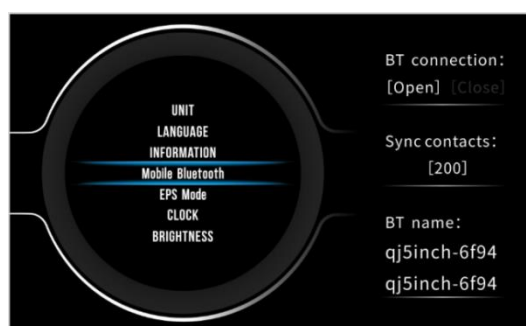 UNIT
LANGUAGE
INFORMATION
Mobile Bluetooth
EPS Mode
CLOCK
BRIGHTNESS
BT connection:
[Open] [Close]
Sync contacts:
[200]
BT name:
qj5inch-6f94
qj5inch-6f94